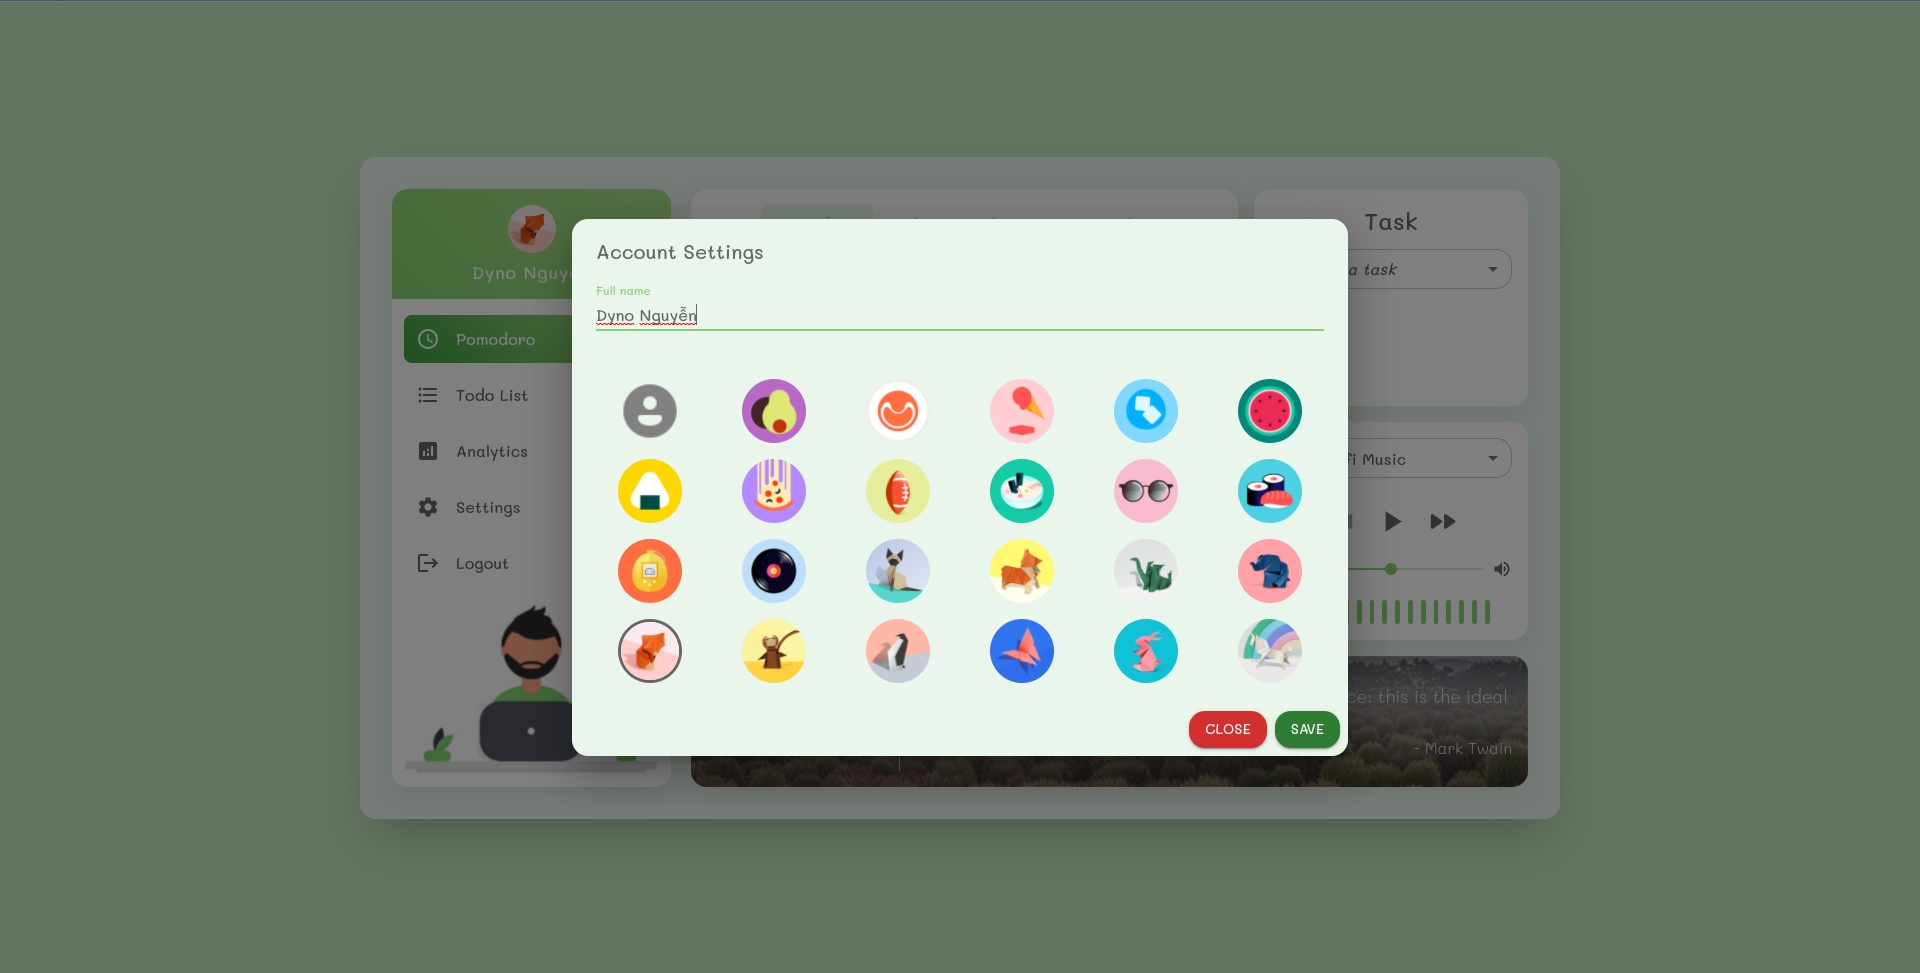 Task
a task
Dyno Nguy
Account Settings
Full name
Dyno Nguyễn
Pomodoro
Todo List
Analytics
Settings
Logout
fi Music
ce: this is the ideal
- Mark Twain
CLOSE
SAVE